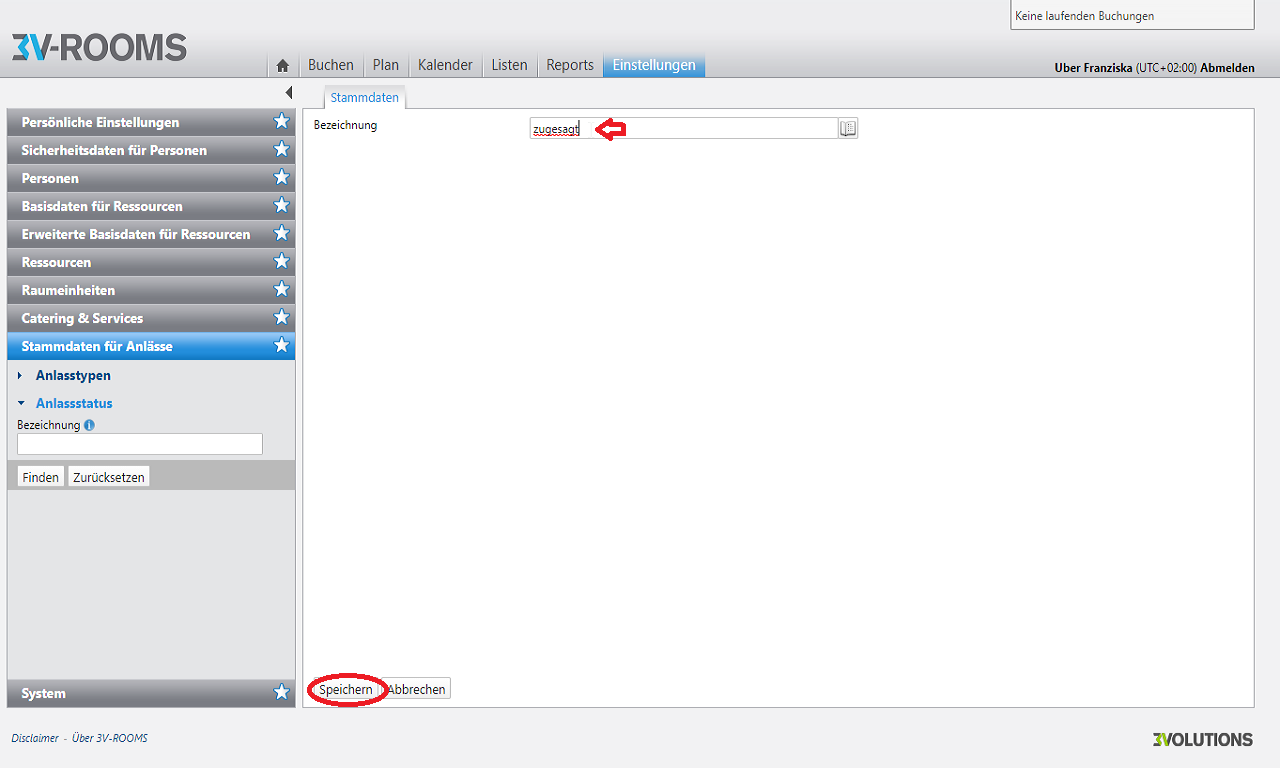 Keine laufenden Buchungen
3V-ROOMS
Buchen Plan Kalender Listen Reports Einstellungen
Uber Franziska (UTC+02:00) Abmelden
Stammdaten
Persönliche Einstellungen
Sicherheitsdaten für Personen
Personen
Basisdaten für Ressourcen
Erweiterte Basisdaten für Ressourcen
Ressourcen
Raumeinheiten
Catering & Services
Stammdaten für Anlässe
Anlasstypen
Anlassstatus
Bezeichnung
Finden Zurücksetzen
System
Bezeichnung zugesagt
Speichern Abbrechen
Disclaimer - Über 3V-ROOMS
3VOLUTIONS